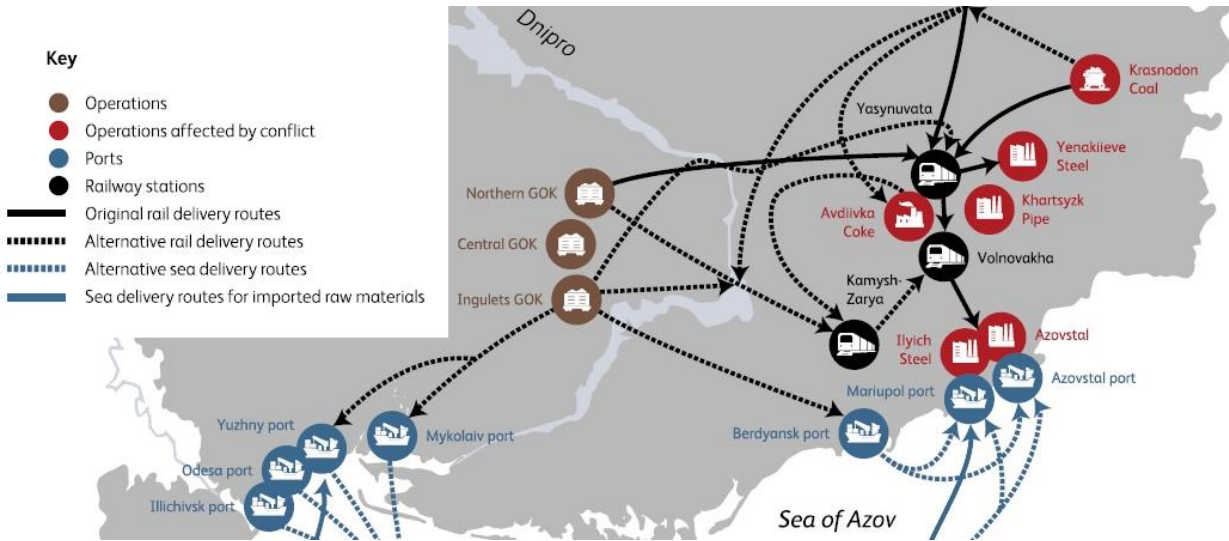 Key
Operations
Operations affected by conflict
Ports
Railway stations
Original rail delivery routes
Alternative rail delivery routes
Alternative sea delivery routes
Sea delivery routes for imported raw materials
Dnipro
Krasnodon
Coal
Yasynuvata
Yenakiieve
Steel
Northern GOK
Khartsyzk
Pipe
Avdiivka
Coke
Central GOK
Volnovakha
Kamysh-
Zarya
Ingulets GOK
Ilyich
Steel
Azovstal
Mariupol port
Azovstal port
Yuzhny port
Mykolaiv port
Berdyansk port
Odesa port
Illichivsk port
Sea of Azov